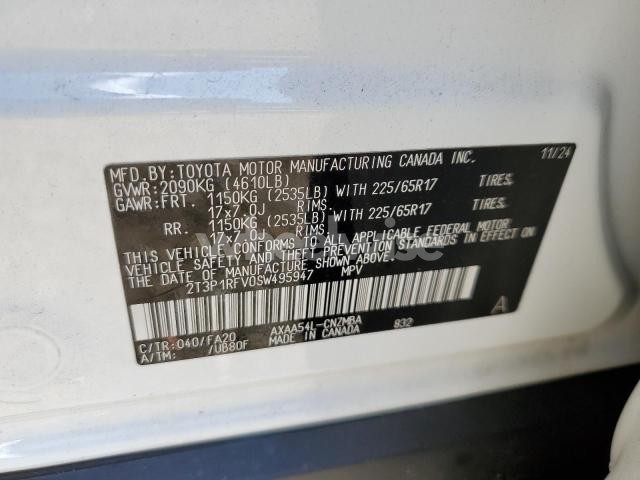 MFD.BY:TOYOTA MOTOR MANUFACTURING CANADA INC. 11/24
GVWR:2090KG (4610LB)
GAWR:FRT. 1150KG (2535LB) WITH 225/65R17 TIRES.
17x7.0J RIMS.
RR. 1150KG (2535LB) WITH 225/65R17 TIRES.
17x7.0J RIMS.
THIS VEHICLE CONFORMS TO ALL APPLICABLE FEDERAL MOTOR
VEHICLE SAFETY AND THEFT PREVENTION STANDARDS IN EFFECT ON
THE DATE OF MANUFACTURE SHOWN ABOVE.
2T3P1RFV0SW495947 MPV
A
C/TR:040/FA20 AXAA54L-CNZMBA 832
A/TM: /UB80F MADE IN CANADA